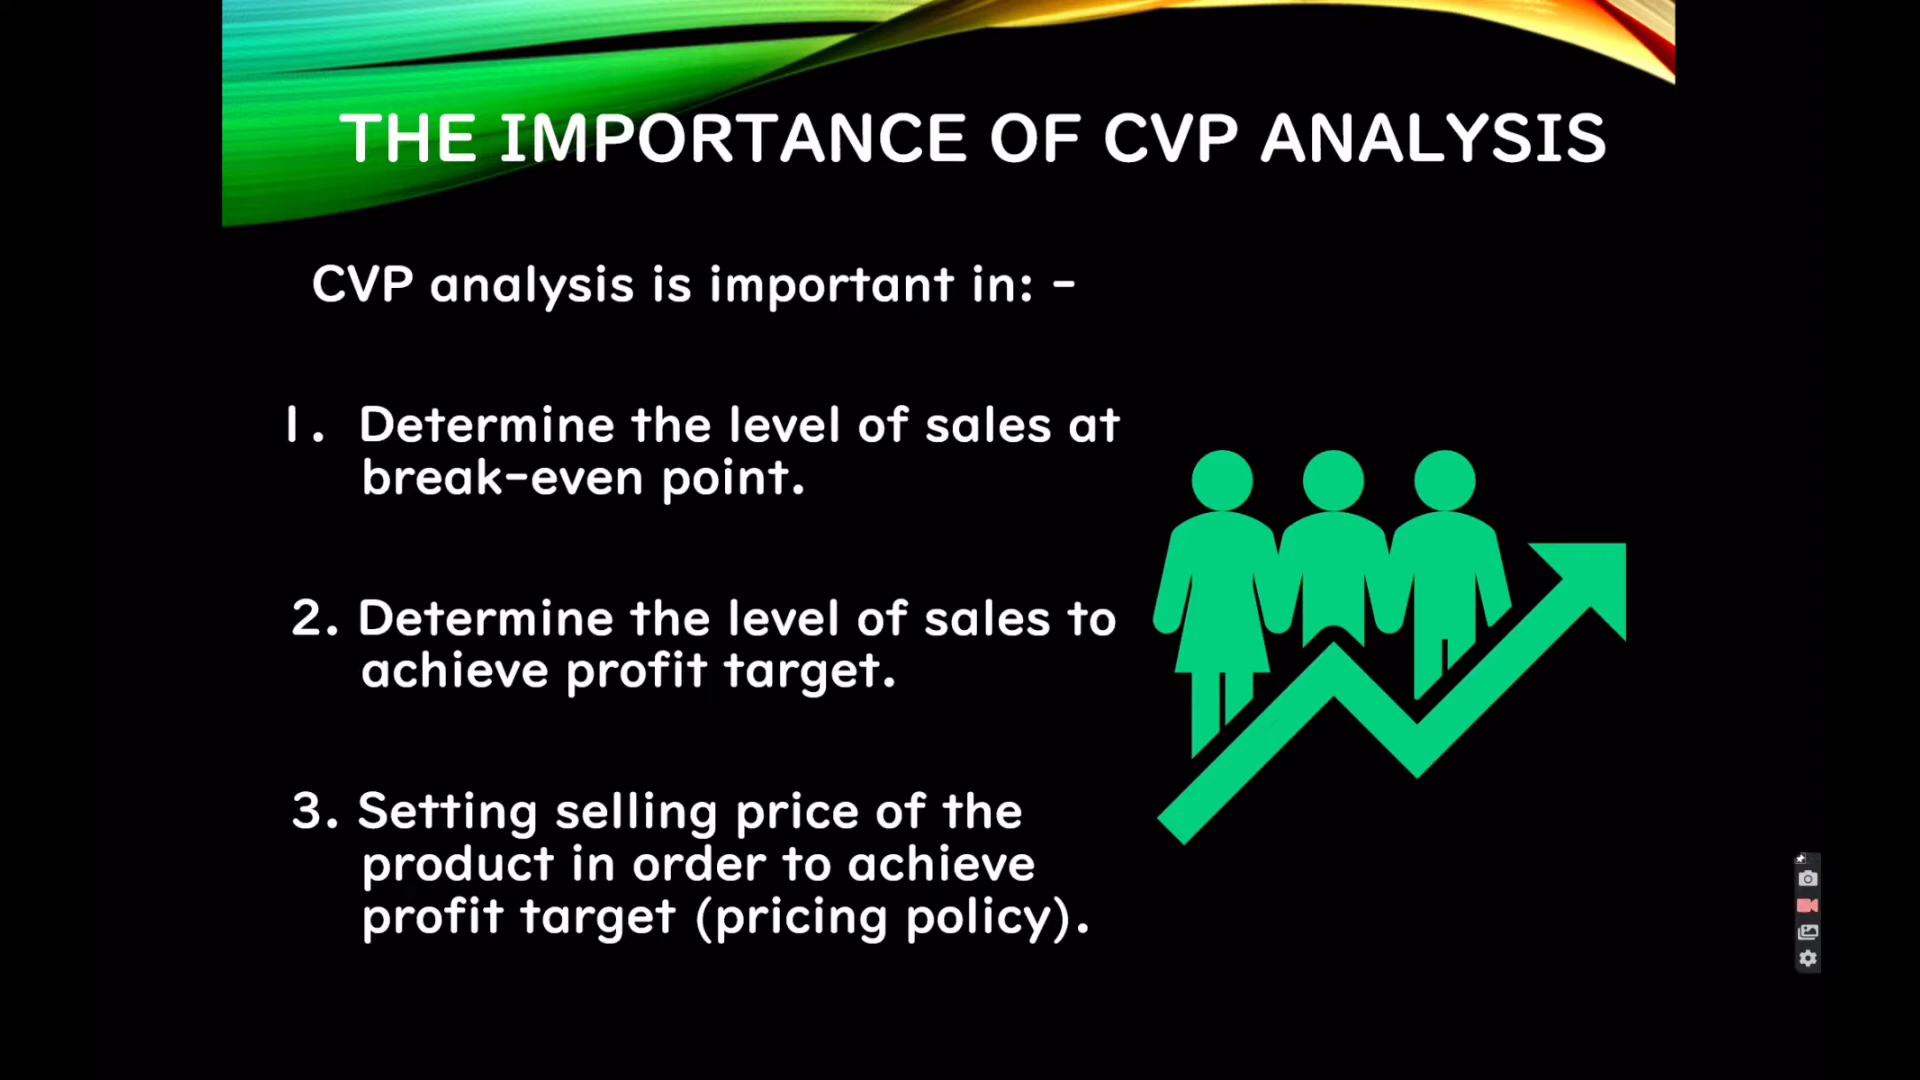 THE IMPORTANCE OF CVP ANALYSIS
CVP analysis is important in: -
1. Determine the level of sales at
break-even point.
2. Determine the level of sales to
achieve profit target.
3. Setting selling price of the
product in order to achieve
profit target (pricing policy).